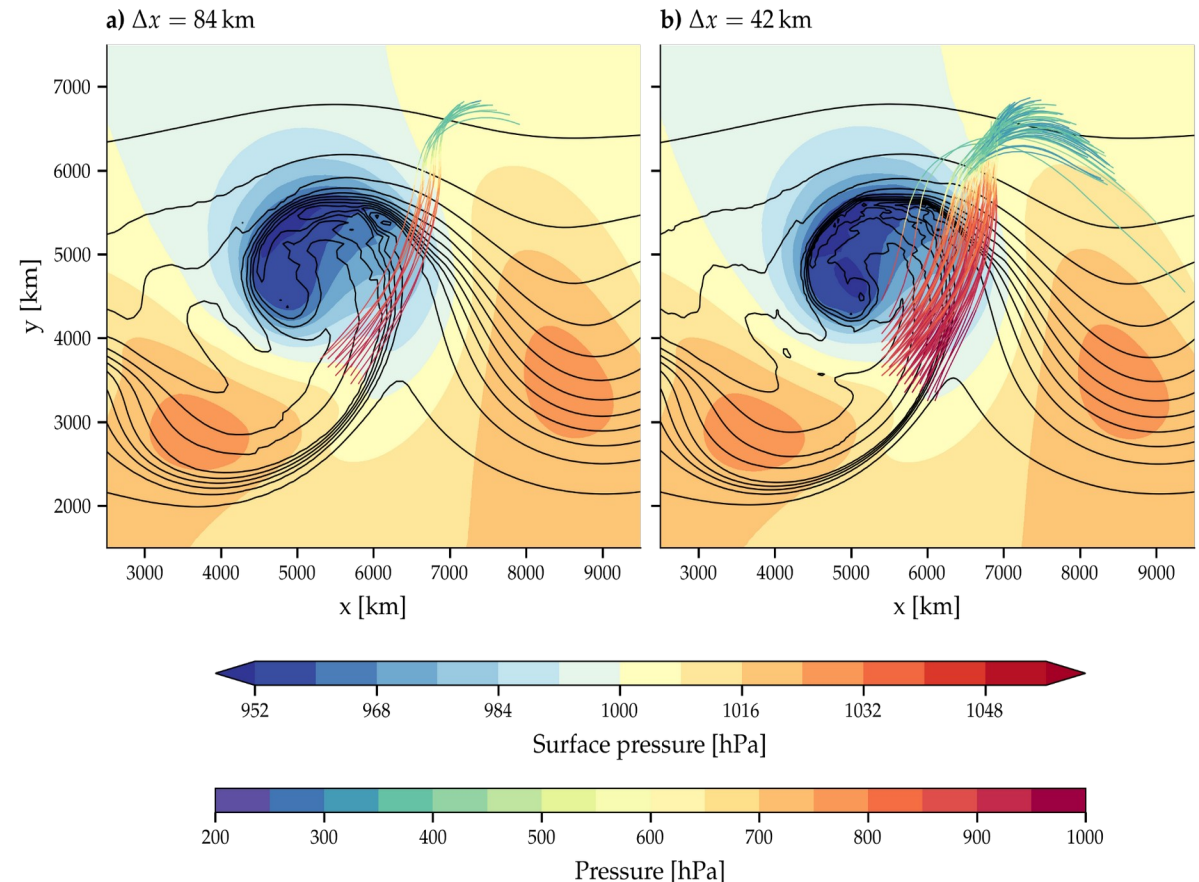 a) Δx = 84 km
b) Δx = 42 km
7000
6000
5000
4000
3000
2000
y [km]
3000 4000 5000 6000 7000 8000 9000
3000 4000 5000 6000 7000 8000 9000
x [km]
x [km]
952 968 984 1000 1016 1032 1048
Surface pressure [hPa]
200 300 400 500 600 700 800 900 1000
Pressure [hPa]